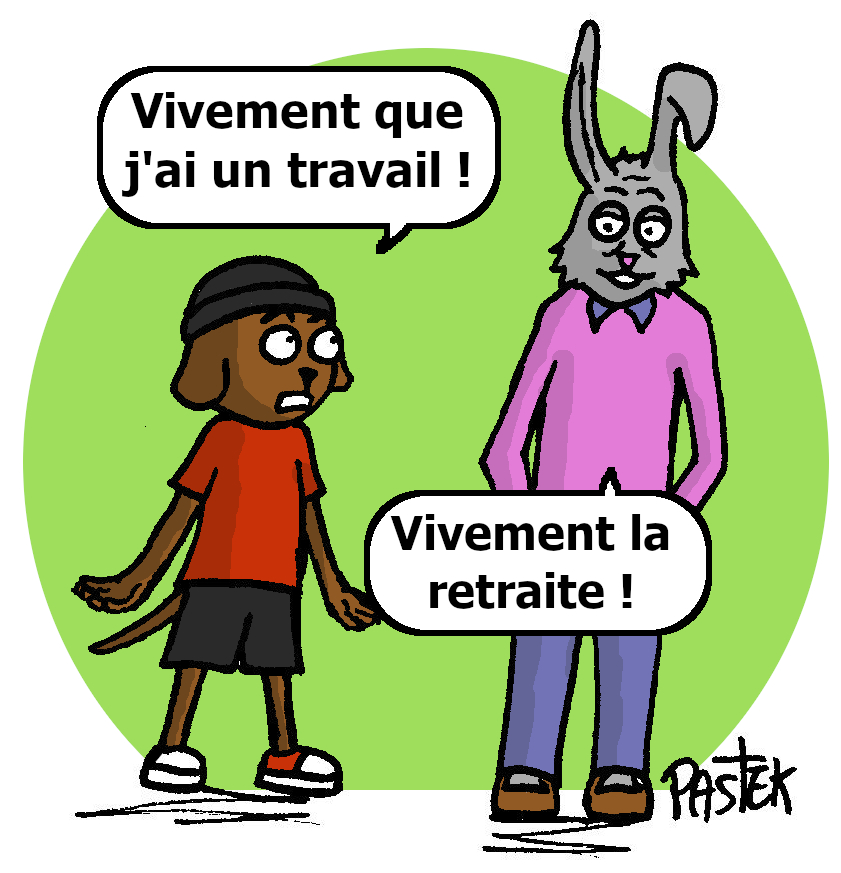 Vivement que
j'ai un travail !
Vivement la
retraite !
PASTEK